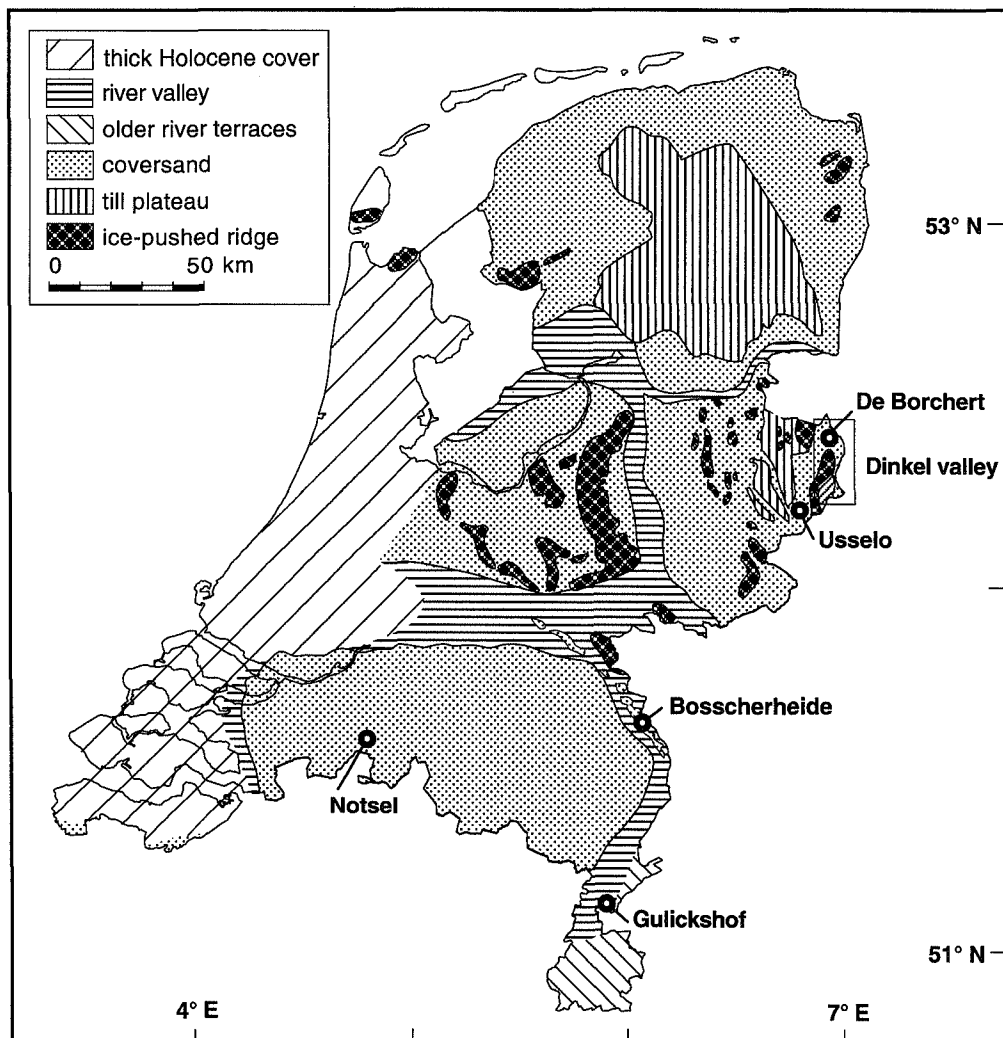 thick Holocene cover
river valley
older river terraces
coversand
till plateau
ice-pushed ridge
0 50 km
53° N
De Borchert
Dinkel valley
Usselo
Bosscherheide
Notsel
Gulickshof
51° N
4° E
7° E